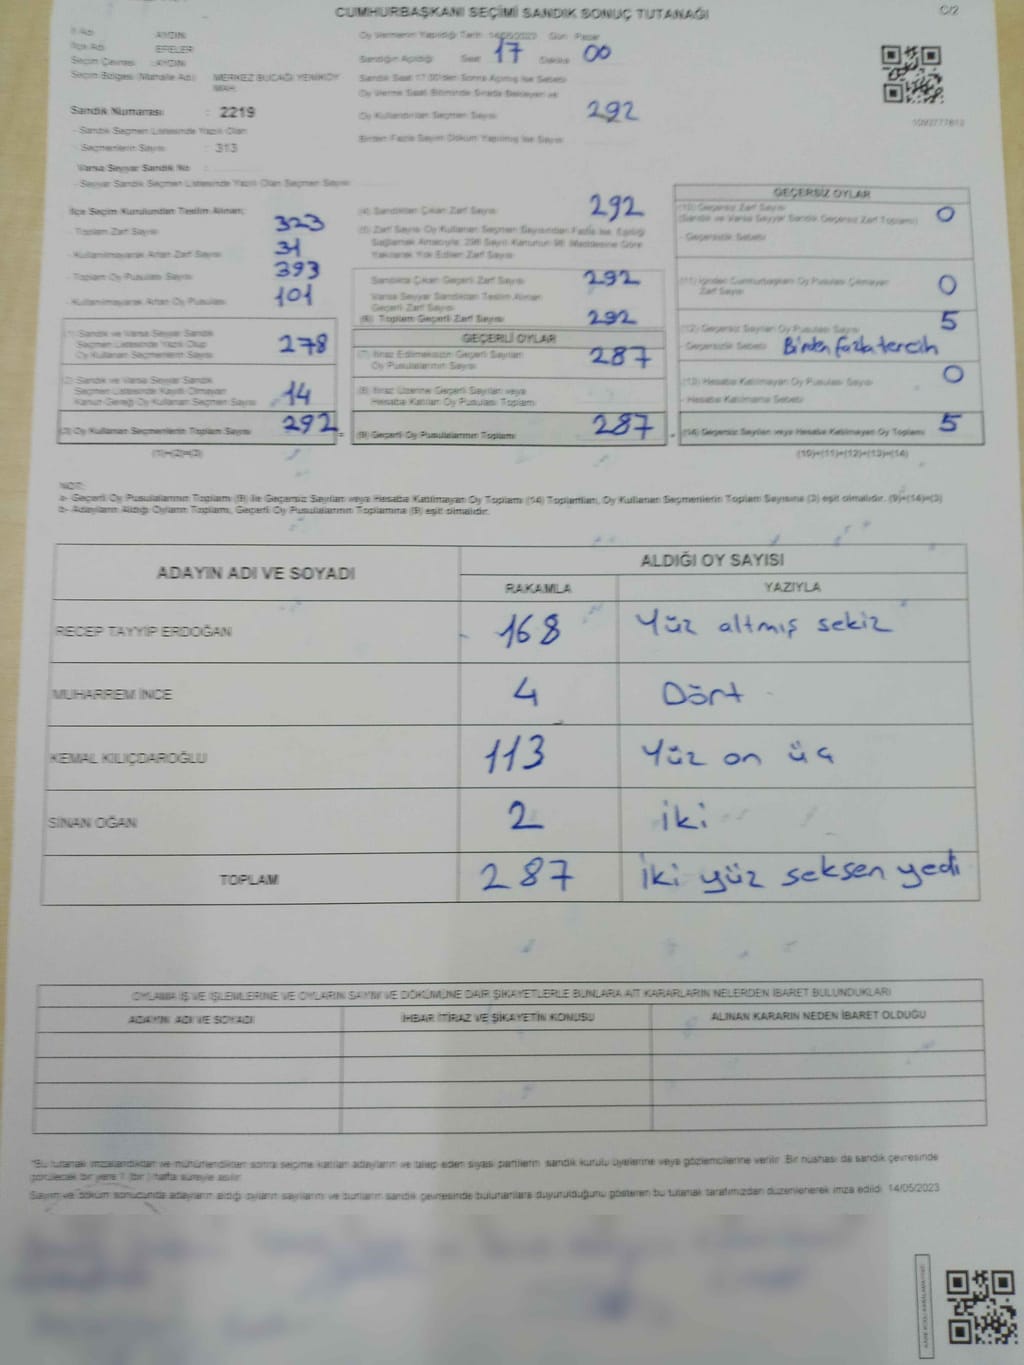 CUMHURBAŞKANI SEÇİMİ SANDIK SONUÇ TUTANAĞI
C/2
İl Adı AYDIN
İlçe Adı EFELER
Seçim Çevresi : AYDIN
Seçim Bölgesi (Mahalle Adı) MERKEZ BUCAĞI YENİKÖY MAH.
Sandık Numarası : 2219
- Sandık Seçmen Listesinde Yazılı Olan
Seçmenlerin Sayısı : 313
Varsa Seyyar Sandık No
- Seyyar Sandık Seçmen Listesinde Yazılı Olan Seçmen Sayısı
Oy Vermenin Yapıldığı Tarih 14/05/2023 Gün Pazar
Sandığın Açıldığı Saat 17 Dakika 00
Sandık Saat 17.00'den Sonra Açılmış İse Sebebi
Oy Verme Saati Bitiminde Sırada Bekleyen ve
Oy Kullandırılan Seçmen Sayısı 292
Birden Fazla Sayım Döküm Yapılmış İse Sayısı
1092777812
İlçe Seçim Kurulundan Teslim Alınan;
- Toplam Zarf Sayısı 323
- Kullanılmayarak Artan Zarf Sayısı 31
- Toplam Oy Pusulası Sayısı 393
- Kullanılmayarak Artan Oy Pusulası 101
(1) Sandık ve Varsa Seyyar Sandık
Seçmen Listesinde Yazılı Olup
Oy Kullanan Seçmenlerin Sayısı 278
(2) Sandık ve Varsa Seyyar Sandık
Seçmen Listesinde Kayıtlı Olmayan
Kanun Gereği Oy Kullanan Seçmen Sayısı 14
(3) Oy Kullanan Seçmenlerin Toplam Sayısı 292
(1)+(2)=(3)
(4) Sandıktan Çıkan Zarf Sayısı 292
(5) Zarf Sayısı Oy Kullanan Seçmen Sayısından Fazla İse, Eşitliği
Sağlamak Amacıyla, 298 Sayılı Kanunun 98. Maddesine Göre
Yakılarak Yok Edilen Zarf Sayısı
Sandıkta Çıkan Geçerli Zarf Sayısı 292
Varsa Seyyar Sandıktan Teslim Alınan
Geçerli Zarf Sayısı
(6) Toplam Geçerli Zarf Sayısı 292
GEÇERLİ OYLAR
(7) İtiraz Edilmeksizin Geçerli Sayılan
Oy Pusulalarının Sayısı 287
(8) İtiraz Üzerine Geçerli Sayılan veya
Hesaba Katılan Oy Pusulası Toplamı
(9) Geçerli Oy Pusulalarının Toplamı 287
GEÇERSİZ OYLAR
(10) Geçersiz Zarf Sayısı 0
(Sandık ve Varsa Seyyar Sandık Geçersiz Zarf Toplamı)
- Geçersizlik Sebebi
(11) İçinden Cumhurbaşkanı Oy Pusulası Çıkmayan
Zarf Sayısı 0
(12) Geçersiz Sayılan Oy Pusulası Sayısı 5
- Geçersizlik Sebebi Birden fazla tercih
(13) Hesaba Katılmayan Oy Pusulası Sayısı 0
- Hesaba Katılmama Sebebi
(14) Geçersiz Sayılan veya Hesaba Katılmayan Oy Toplamı 5
(10)+(11)+(12)+(13)=(14)
NOT:
a- Geçerli Oy Pusulalarının Toplamı (9) ile Geçersiz Sayılan veya Hesaba Katılmayan Oy Toplamı (14) Toplamları, Oy Kullanan Seçmenlerin Toplam Sayısına (3) eşit olmalıdır. (9)+(14)=(3)
b- Adayların Aldığı Oyların Toplamı, Geçerli Oy Pusulalarının Toplamına (9) eşit olmalıdır.
ADAYIN ADI VE SOYADI
ALDIĞI OY SAYISI
RAKAMLA YAZIYLA
RECEP TAYYİP ERDOĞAN 168 Yüz altmış sekiz
MUHARREM İNCE 4 Dört
KEMAL KILIÇDAROĞLU 113 Yüz on üç
SİNAN OĞAN 2 İki
TOPLAM 287 İki yüz seksen yedi
OYLAMA İŞ VE İŞLEMLERİNE VE OYLARIN SAYIM VE DÖKÜMÜNE DAİR ŞİKAYETLERLE BUNLARA AİT KARARLARIN NELERDEN İBARET BULUNDUKLARI
ADAYIN ADI VE SOYADI İHBAR İTİRAZ VE ŞİKAYETİN KONUSU ALINAN KARARIN NEDEN İBARET OLDUĞU
"Bu tutanak imzalandıktan ve mühürlendikten sonra seçime katılan adayların ve talep eden siyasi partilerin sandık kurulu üyelerine veya gözlemcilerine verilir. Bir nüshası da sandık çevresinde
görülecek bir yere 1 (bir) hafta süreyle asılır.
Sayım ve döküm sonucunda adayların aldığı oyların sayılarını ve bunların sandık çevresinde bulunanlara duyurulduğunu gösteren bu tutanak tarafımızdan düzenlenerek imza edildi. 14/05/2023